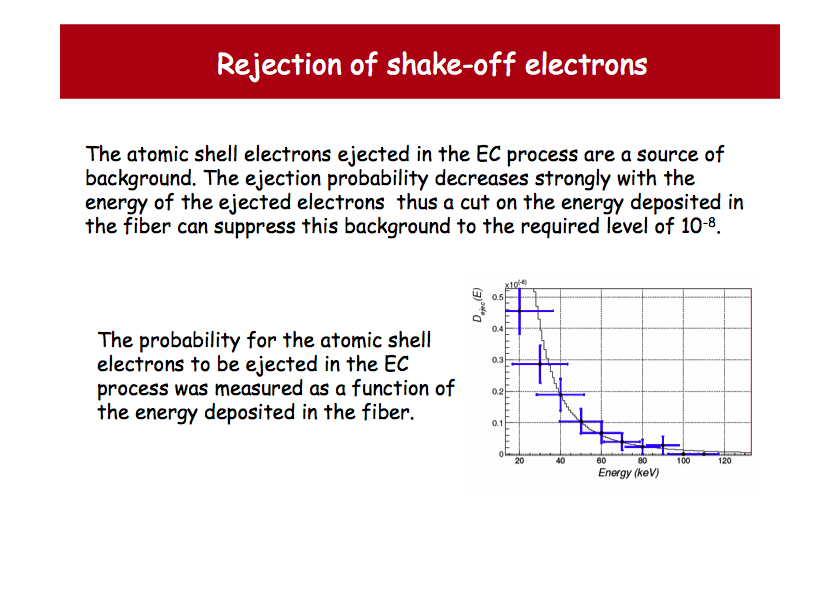 Rejection of shake-off electrons
The atomic shell electrons ejected in the EC process are a source of
background. The ejection probability decreases strongly with the
energy of the ejected electrons thus a cut on the energy deposited in
the fiber can suppress this background to the required level of 10⁻⁸.
The probability for the atomic shell
electrons to be ejected in the EC
process was measured as a function of
the energy deposited in the fiber.
x10⁽⁻⁶⁾
D_ejec(E)
0.5
0.4
0.3
0.2
0.1
0
20 40 60 80 100 120
Energy (keV)